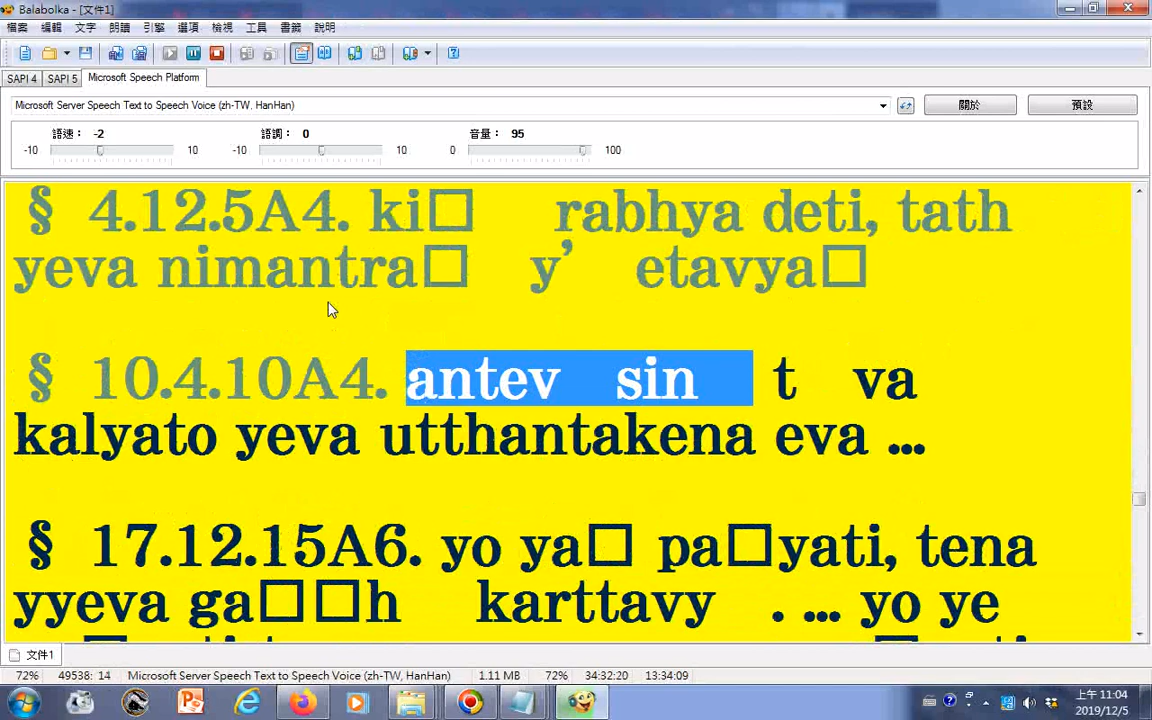 Balabolka - [文件1]
檔案 編輯 文字 朗讀 引擎 選項 檢視 工具 書籤 說明
SAPI 4 SAPI 5 Microsoft Speech Platform
Microsoft Server Speech Text to Speech Voice (zh-TW, HanHan) 關於 預設
語速： -2 語調： 0 音量： 95
-10 10 -10 10 0 100
§ 4.12.5A4. ki□ rabhya deti, tath
yeva nimantra□ y’ etavya□
§ 10.4.10A4. antev sin t va
kalyato yeva utthantakena eva ...
§ 17.12.15A6. yo ya□ pa□yati, tena
yyeva ga□□h karttavy . ... yo ye
文件1
72% 49538: 14 Microsoft Server Speech Text to Speech Voice (zh-TW, HanHan) 1.11 MB 72% 34:32:20 13:34:09
上午 11:04
2019/12/5